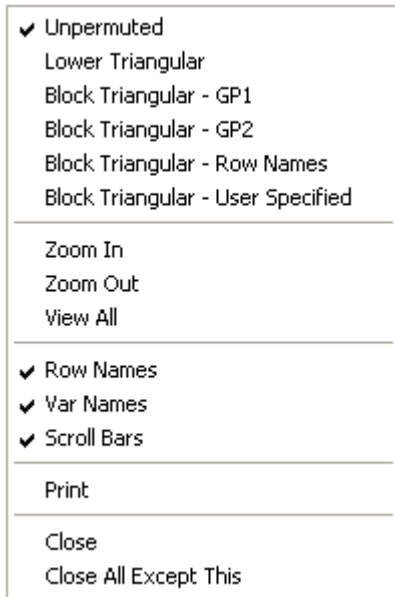 Unpermuted
Lower Triangular
Block Triangular - GP1
Block Triangular - GP2
Block Triangular - Row Names
Block Triangular - User Specified
Zoom In
Zoom Out
View All
Row Names
Var Names
Scroll Bars
Print
Close
Close All Except This